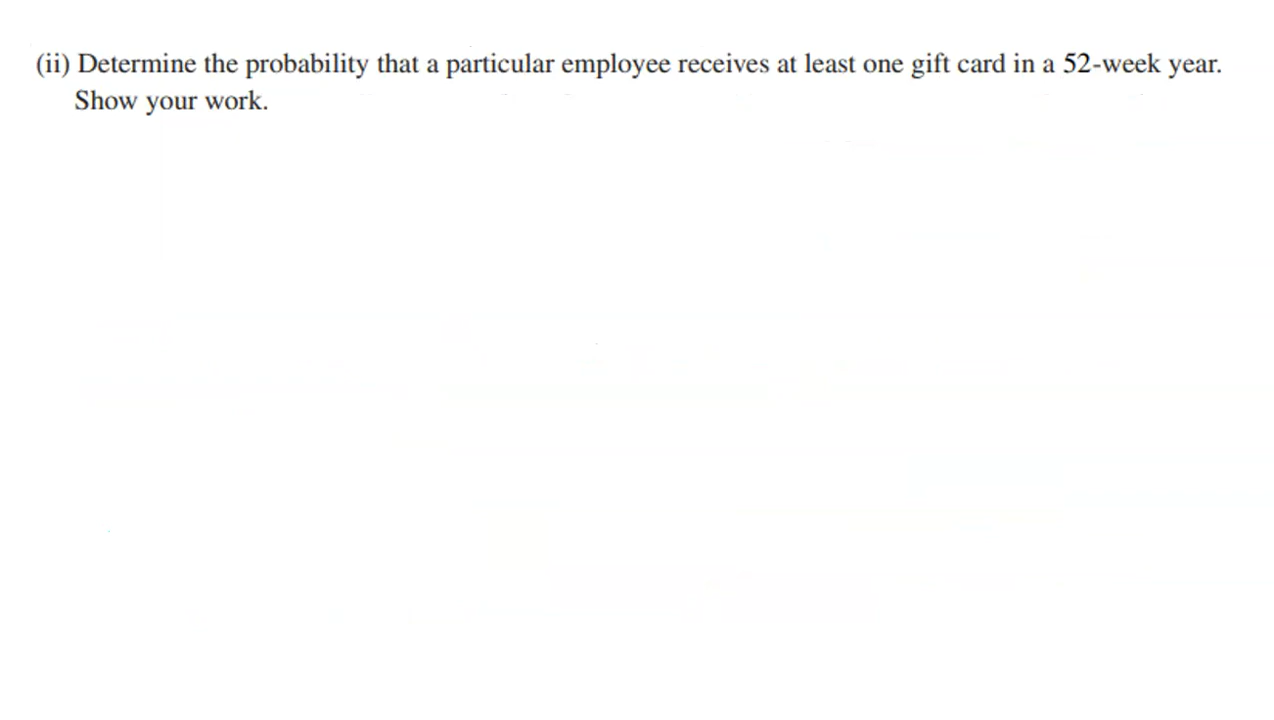 (ii) Determine the probability that a particular employee receives at least one gift card in a 52-week year.
Show your work.